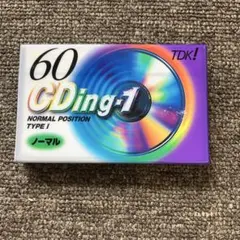 60
TDK!
CDing-1
NORMAL POSITION
TYPE I
ノーマル